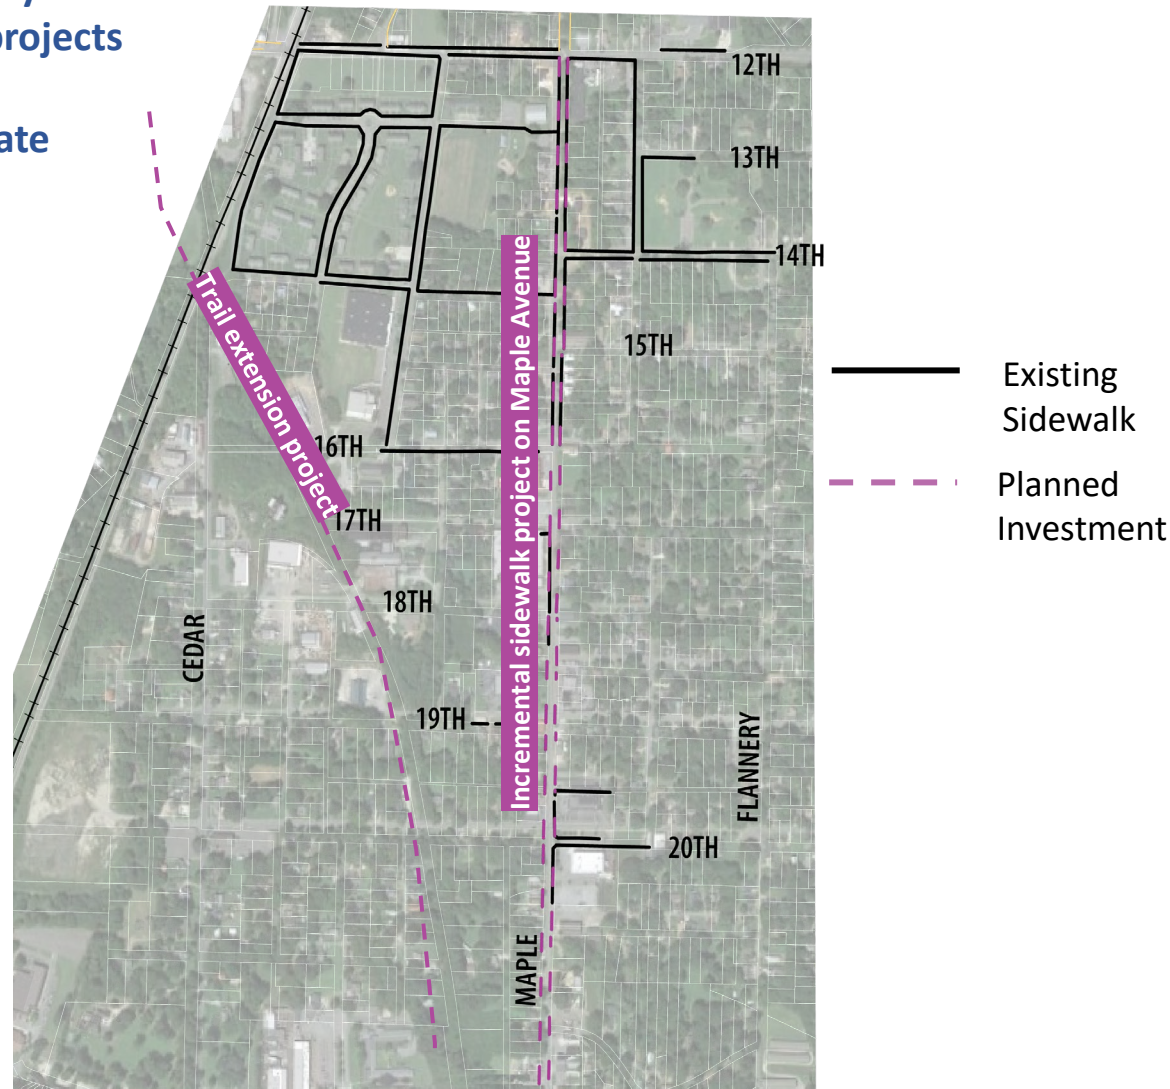 projects
ate
12TH
13TH
14TH
15TH
Trail extension project
Incremental sidewalk project on Maple Avenue
16TH
17TH
18TH
CEDAR
19TH
FLANNERY
20TH
MAPLE
Existing
Sidewalk
Planned
Investment